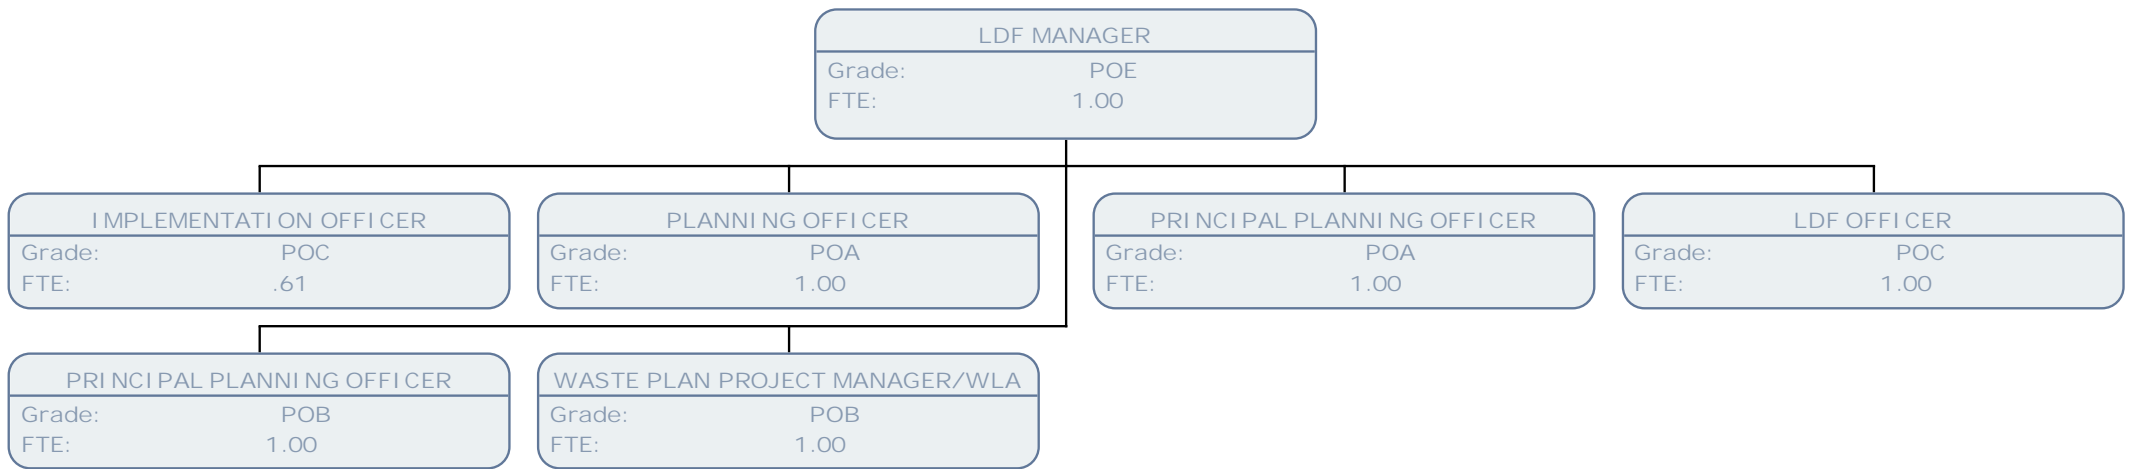 LDF MANAGER
Grade: POE
FTE: 1.00
IMPLEMENTATION OFFICER
Grade: POC
FTE: .61
PLANNING OFFICER
Grade: POA
FTE: 1.00
PRINCIPAL PLANNING OFFICER
Grade: POA
FTE: 1.00
LDF OFFICER
Grade: POC
FTE: 1.00
PRINCIPAL PLANNING OFFICER
Grade: POB
FTE: 1.00
WASTE PLAN PROJECT MANAGER/WLA
Grade: POB
FTE: 1.00